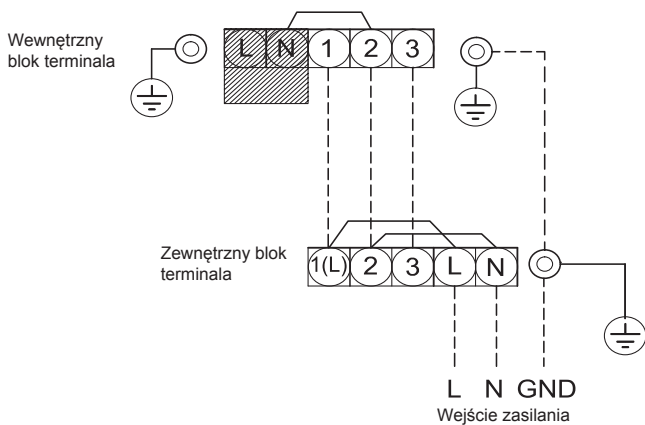 Wewnętrzny
blok terminala
L N 1 2 3
Zewnętrzny blok
terminala
1(L) 2 3 L N
L N GND
Wejście zasilania